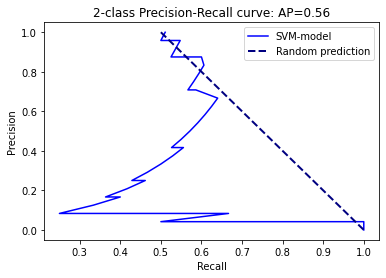 2-class Precision-Recall curve: AP=0.56
SVM-model
Random prediction
Precision
1.0
0.8
0.6
0.4
0.2
0.0
0.3 0.4 0.5 0.6 0.7 0.8 0.9 1.0
Recall